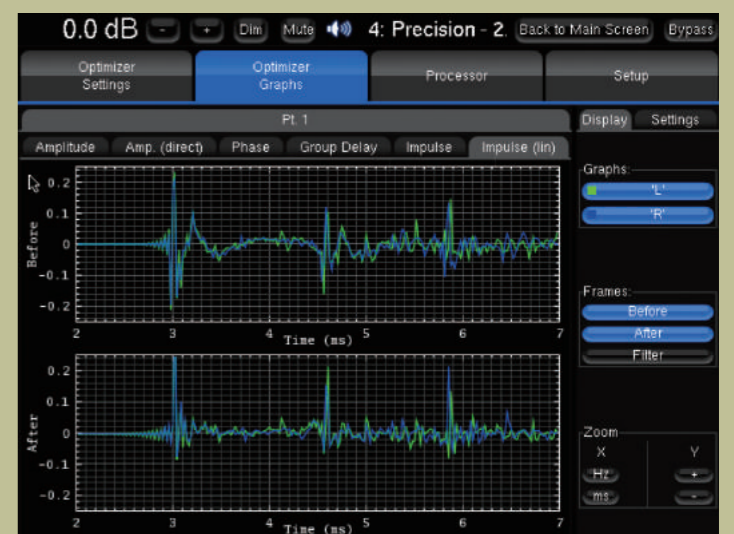 0.0 dB - + Dim Mute 4: Precision - 2. Back to Main Screen Bypass
Optimizer Settings Optimizer Graphs Processor Setup
Pt. 1 Display Settings
Amplitude Amp. (direct) Phase Group Delay Impulse Impulse (lin)
Graphs:
'L'
'R'
Before
0.2
0.1
0
-0.1
-0.2
2 3 4 5 6 7
Time (ms)
Frames:
Before
After
Filter
After
0.2
0.1
0
-0.1
-0.2
2 3 4 5 6 7
Time (ms)
Zoom
X Y
Hz +
ms -